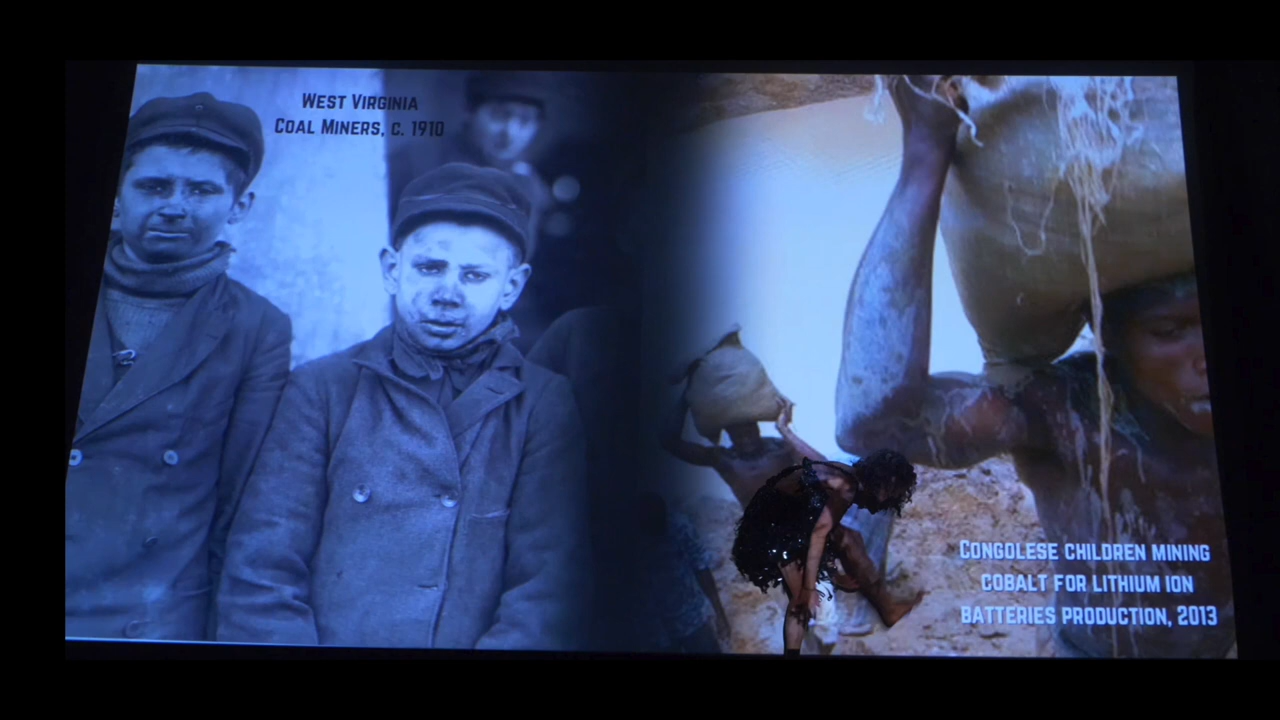 West Virginia
Coal Miners, c. 1910
Congolese children mining
cobalt for lithium ion
batteries production, 2013